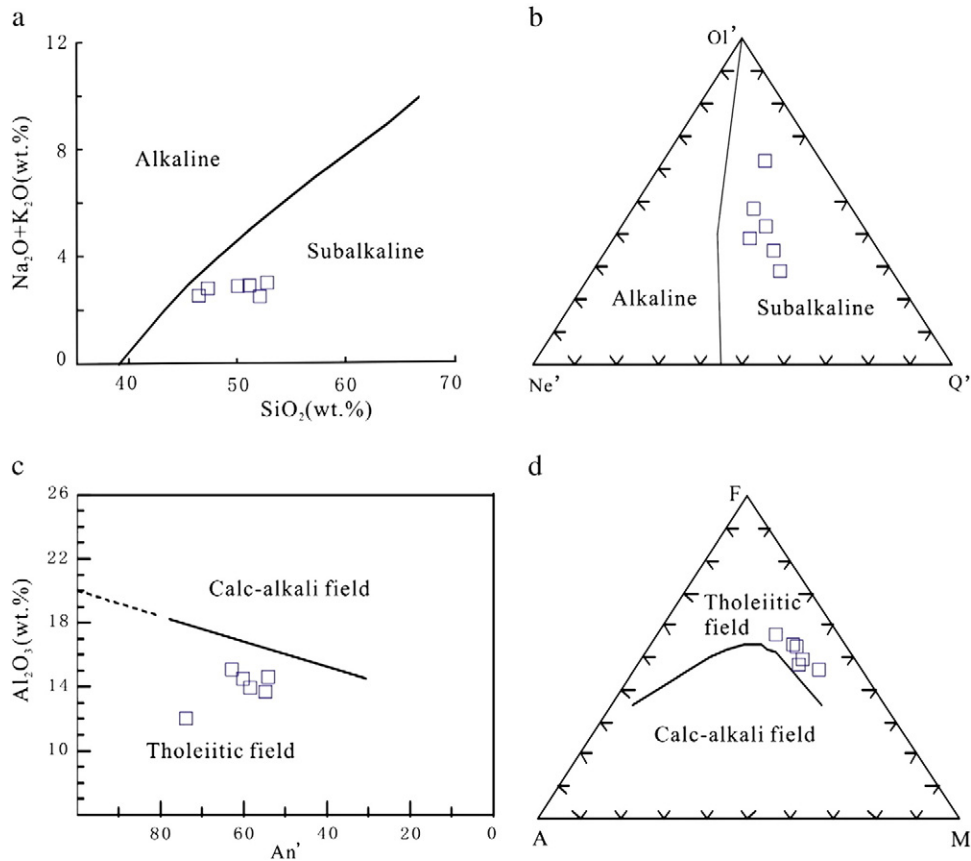 a
12
8
4
0
Na₂O+K₂O(wt.%)
Alkaline
Subalkaline
40 50 60 70
SiO₂(wt.%)
b
Ol’
Alkaline
Subalkaline
Ne’
Q’
c
26
22
18
14
10
Al₂O₃(wt.%)
Calc-alkali field
Tholeiitic field
80 60 40 20 0
An’
d
F
Tholeiitic
field
Calc-alkali field
A
M